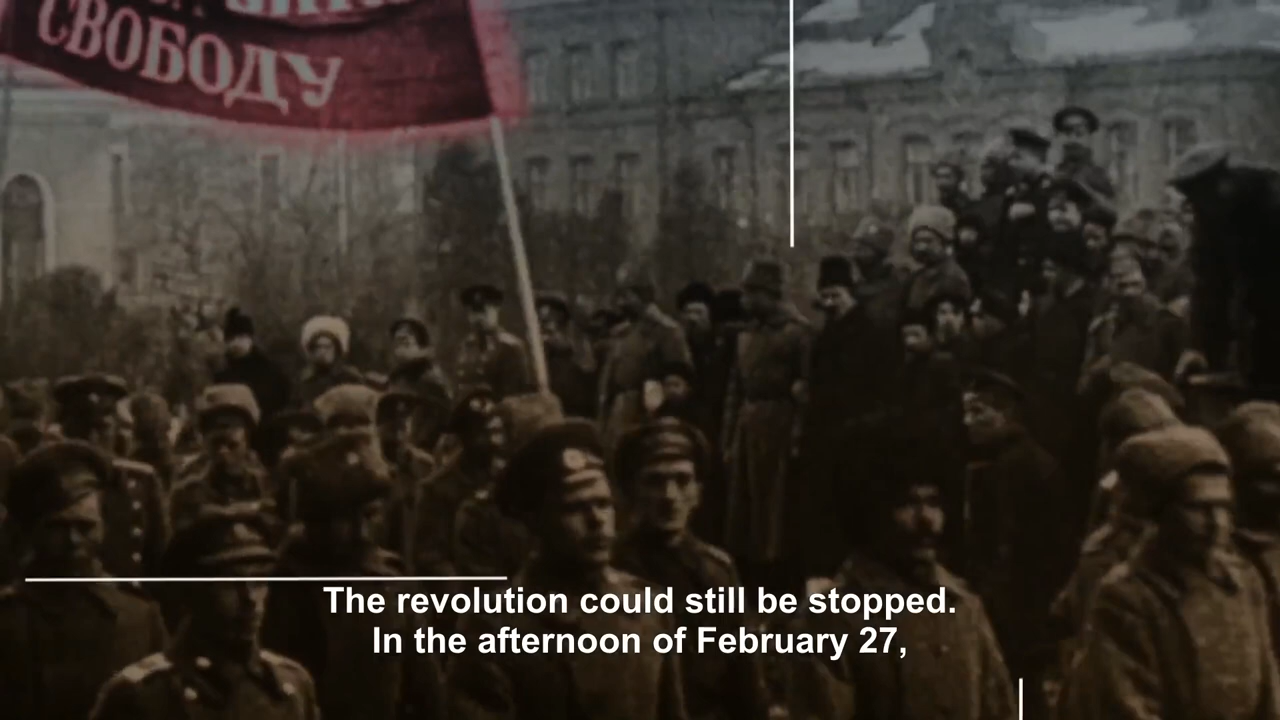 СВОБОДУ
The revolution could still be stopped.
In the afternoon of February 27,